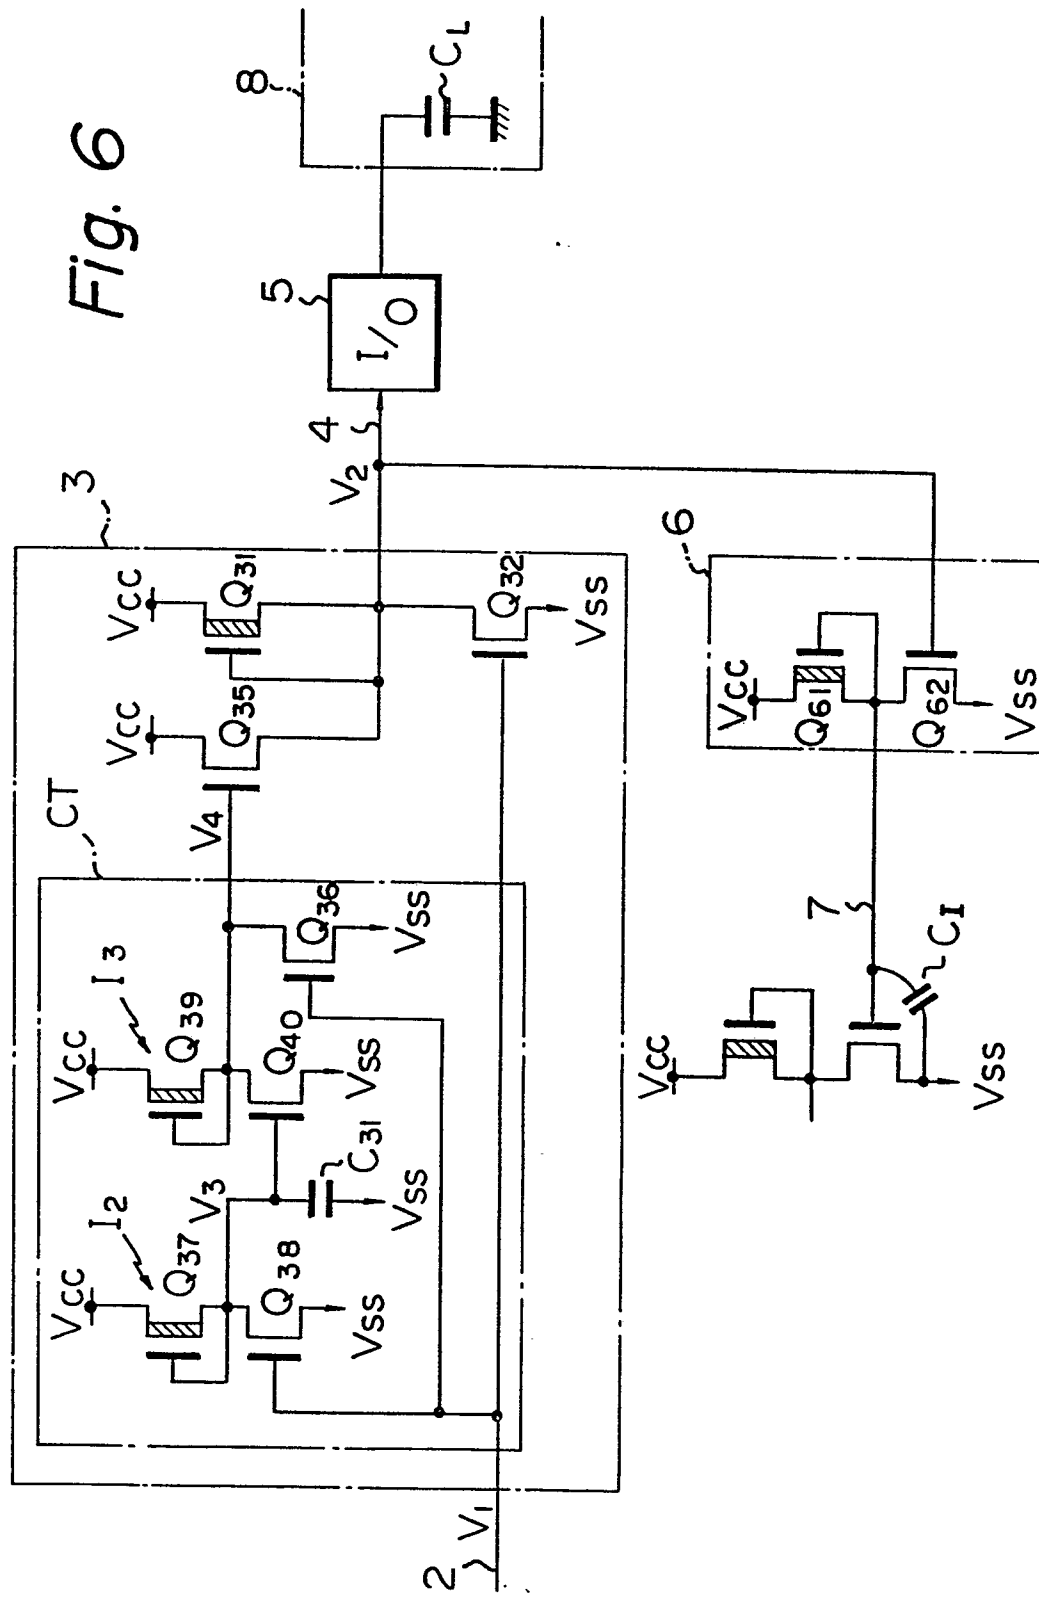 Fig. 6
CT
3
8
VCC
VCC
VCC
VCC
I2
I3
Q37
Q39
V4
Q35
Q31
5
CL
V3
Q38
Q40
Q36
V2
4
I/O
C31
VSS
VSS
VSS
VSS
2
V1
Q32
VSS
6
VCC
VCC
7
Q61
Q62
CI
VSS
VSS